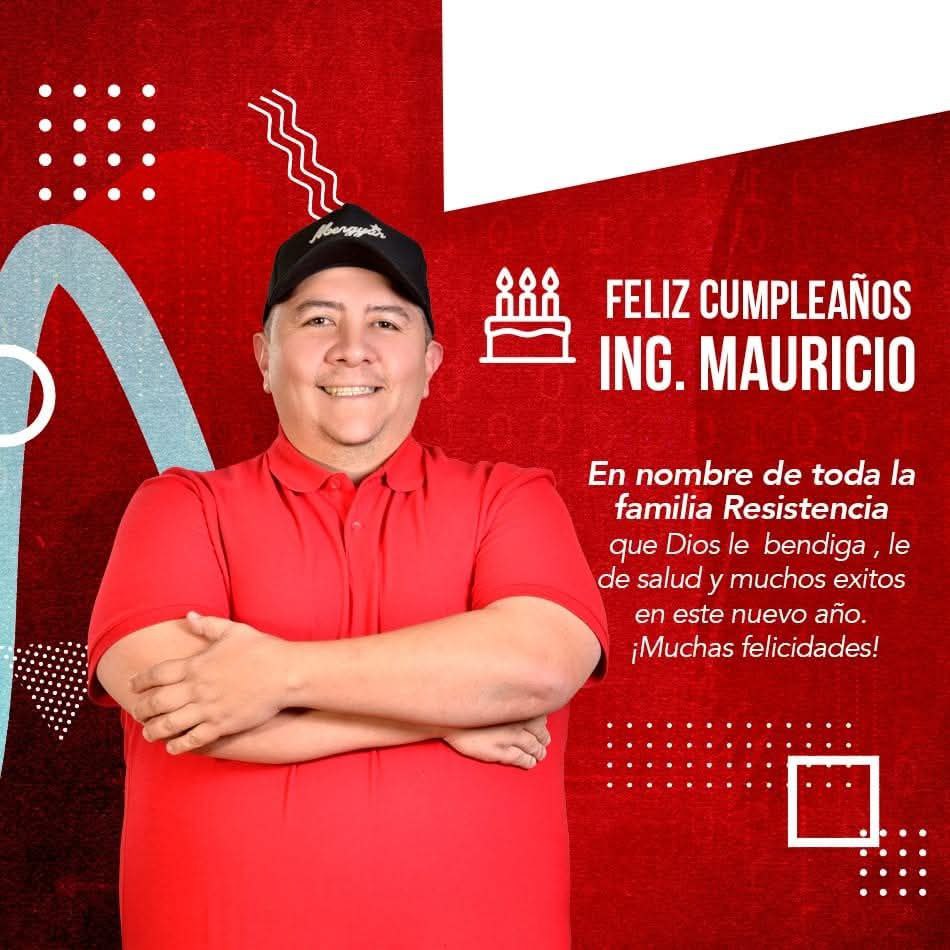 FELIZ CUMPLEAÑOS
ING. MAURICIO
En nombre de toda la
familia Resistencia
que Dios le bendiga , le
de salud y muchos exitos
en este nuevo año.
¡Muchas felicidades!